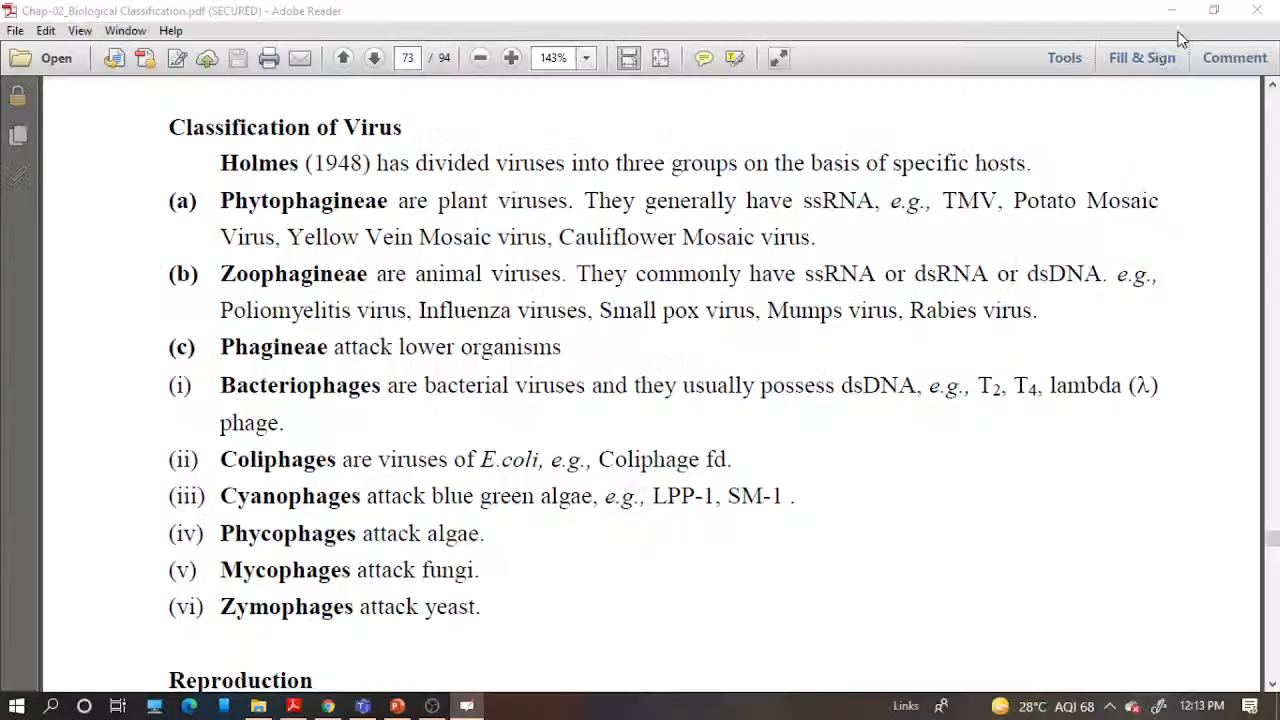 Chap-02_Biological Classification.pdf (SECURED) - Adobe Reader
File Edit View Window Help
Open 73 / 94 143% Tools Fill & Sign Comment
Classification of Virus
Holmes (1948) has divided viruses into three groups on the basis of specific hosts.
(a) Phytophagineae are plant viruses. They generally have ssRNA, e.g., TMV, Potato Mosaic
Virus, Yellow Vein Mosaic virus, Cauliflower Mosaic virus.
(b) Zoophagineae are animal viruses. They commonly have ssRNA or dsRNA or dsDNA. e.g.,
Poliomyelitis virus, Influenza viruses, Small pox virus, Mumps virus, Rabies virus.
(c) Phagineae attack lower organisms
(i) Bacteriophages are bacterial viruses and they usually possess dsDNA, e.g., T2, T4, lambda (λ)
phage.
(ii) Coliphages are viruses of E.coli, e.g., Coliphage fd.
(iii) Cyanophages attack blue green algae, e.g., LPP-1, SM-1 .
(iv) Phycophages attack algae.
(v) Mycophages attack fungi.
(vi) Zymophages attack yeast.
Reproduction
Links 28°C AQI 68 12:13 PM